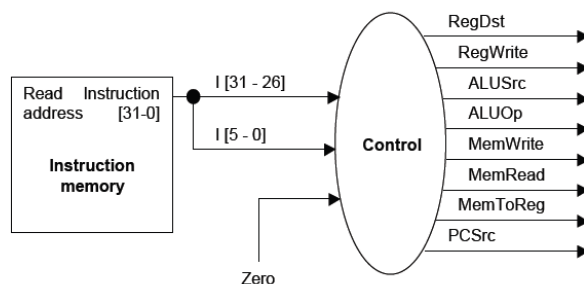 Read Instruction
address [31-0]
Instruction
memory
I [31 - 26]
I [5 - 0]
Zero
Control
RegDst
RegWrite
ALUSrc
ALUOp
MemWrite
MemRead
MemToReg
PCSrc